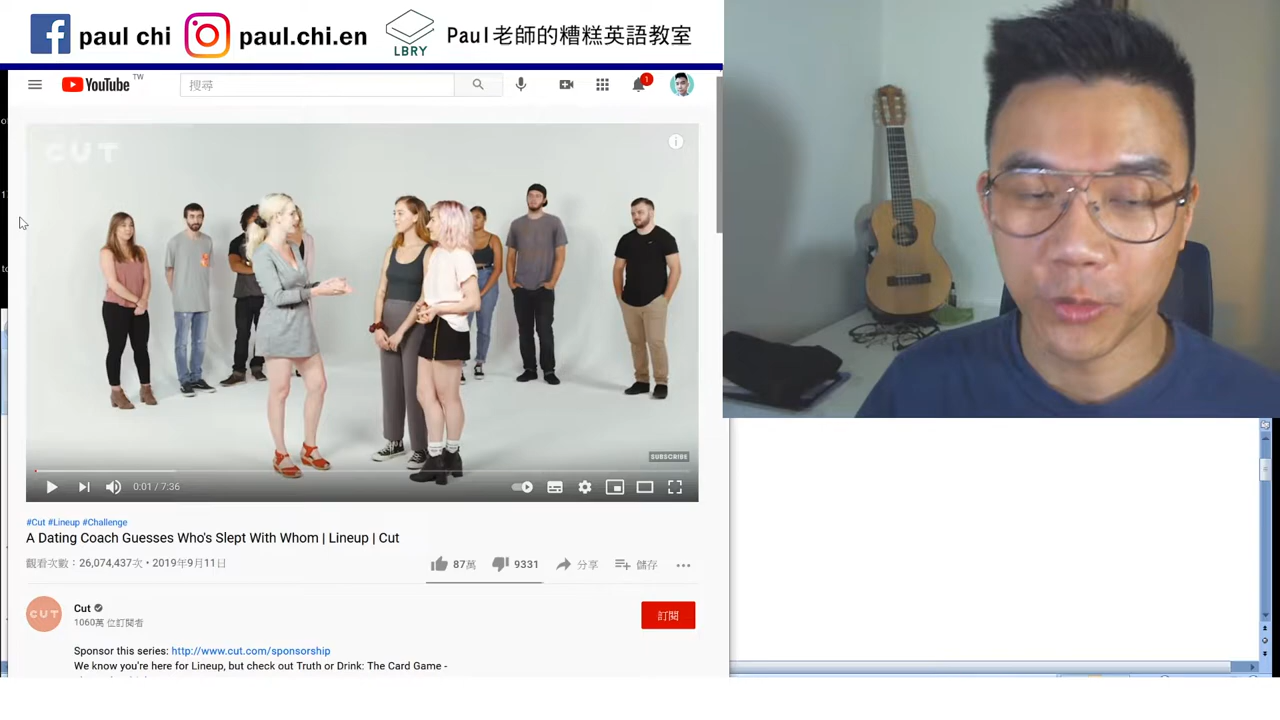 paul chi
paul.chi.en
LBRY
Paul老師的糟糕英語教室
YouTube TW
搜尋
1
CUT
SUBSCRIBE
0:01 / 7:36
#Cut #Lineup #Challenge
A Dating Coach Guesses Who's Slept With Whom | Lineup | Cut
觀看次數：26,074,437次 • 2019年9月11日
87萬
9331
分享
儲存
CUT
Cut
1060萬 位訂閱者
訂閱
Sponsor this series: http://www.cut.com/sponsorship
We know you're here for Lineup, but check out Truth or Drink: The Card Game -